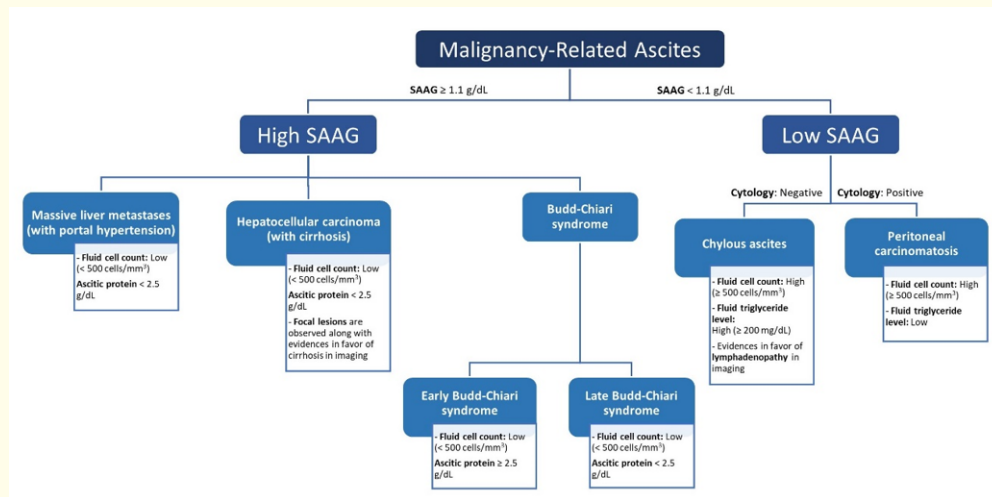 Malignancy-Related Ascites
SAAG ≥ 1.1 g/dL
SAAG < 1.1 g/dL
High SAAG
Low SAAG
Cytology: Negative
Cytology: Positive
Massive liver metastases
(with portal hypertension)
- Fluid cell count: Low
(< 500 cells/mm³)
Ascitic protein < 2.5
g/dL
Hepatocellular carcinoma
(with cirrhosis)
- Fluid cell count: Low
(< 500 cells/mm³)
Ascitic protein < 2.5
g/dL
- Focal lesions are
observed along with
evidences in favor of
cirrhosis in imaging
Budd-Chiari
syndrome
Chylous ascites
- Fluid cell count: High
(≥ 500 cells/mm³)
- Fluid triglyceride
level:
High (≥ 200 mg/dL)
- Evidences in favor of
lymphadenopathy in
imaging
Peritoneal
carcinomatosis
- Fluid cell count: High
(≥ 500 cells/mm³)
- Fluid triglyceride
level: Low
Early Budd-Chiari
syndrome
- Fluid cell count: Low
(< 500 cells/mm³)
Ascitic protein ≥ 2.5
g/dL
Late Budd-Chiari
syndrome
- Fluid cell count: Low
(< 500 cells/mm³)
Ascitic protein < 2.5
g/dL